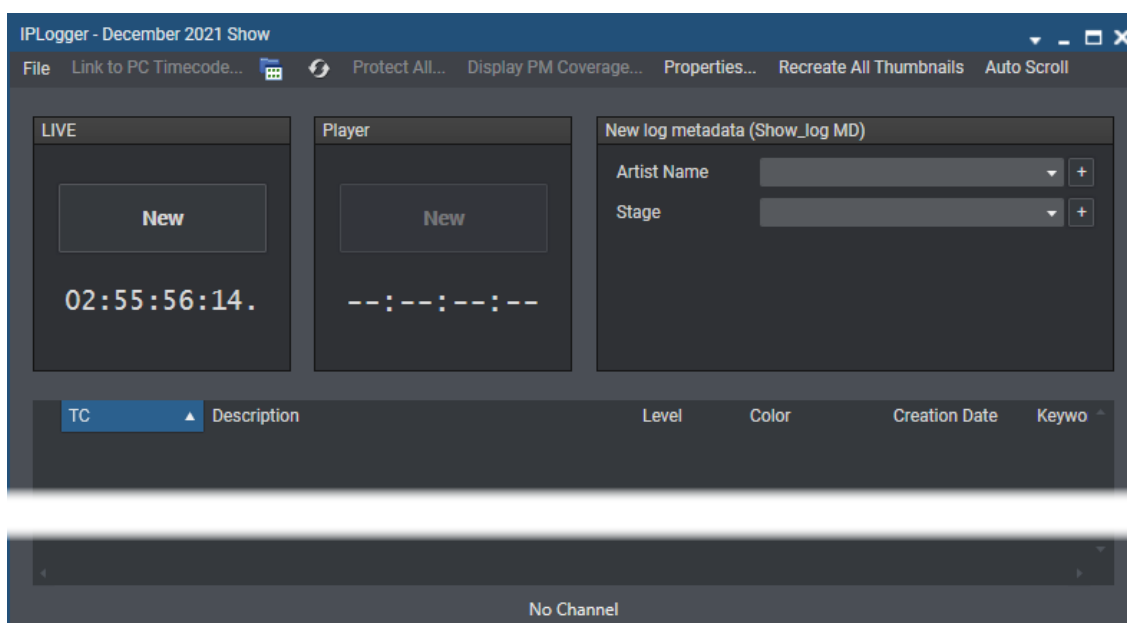 IPLogger - December 2021 Show
File Link to PC Timecode... Protect All... Display PM Coverage... Properties... Recreate All Thumbnails Auto Scroll
LIVE Player New log metadata (Show_log MD)
Artist Name +
New New Stage +
02:55:56:14. --:--:--:--
TC Description Level Color Creation Date Keywo
No Channel